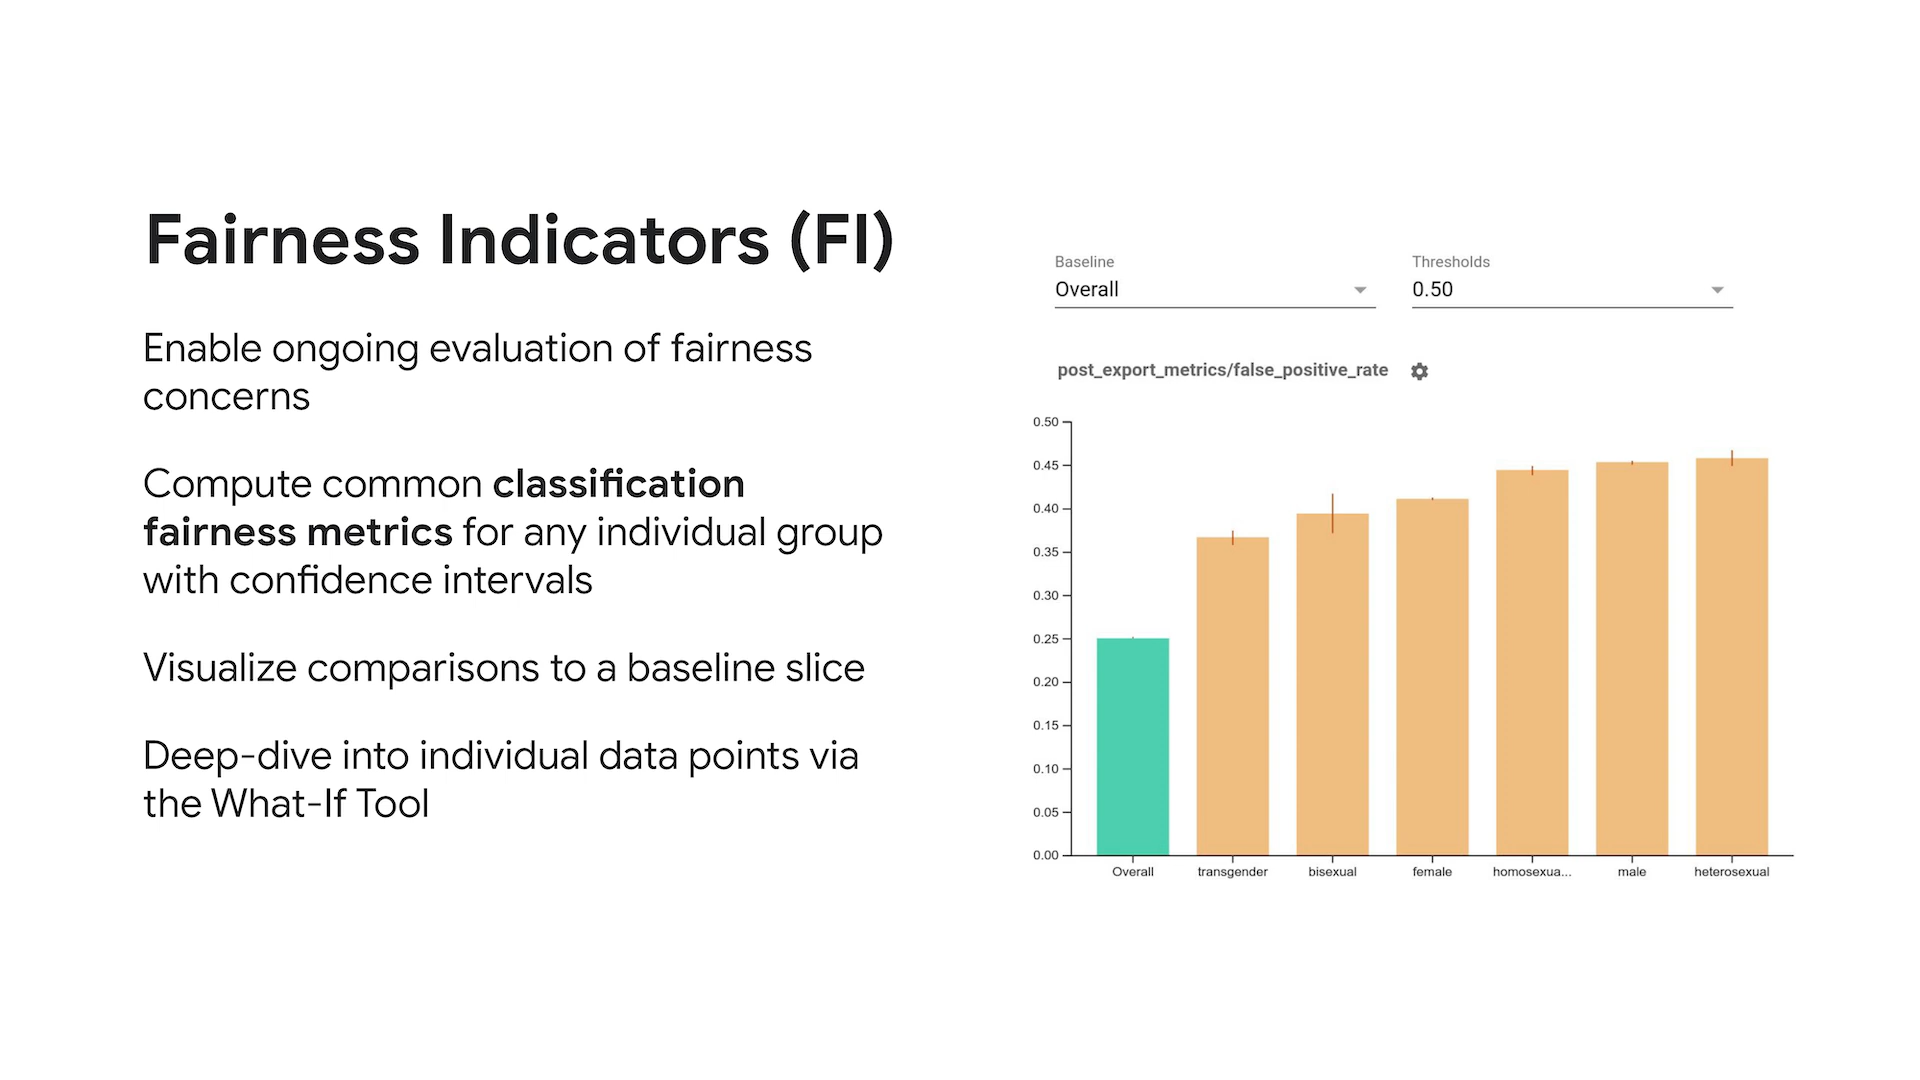 Fairness Indicators (FI)
Enable ongoing evaluation of fairness
concerns
Compute common classification
fairness metrics for any individual group
with confidence intervals
Visualize comparisons to a baseline slice
Deep-dive into individual data points via
the What-If Tool
Baseline
Overall
Thresholds
0.50
post_export_metrics/false_positive_rate
0.50
0.45
0.40
0.35
0.30
0.25
0.20
0.15
0.10
0.05
0.00
Overall transgender bisexual female homosexua... male heterosexual